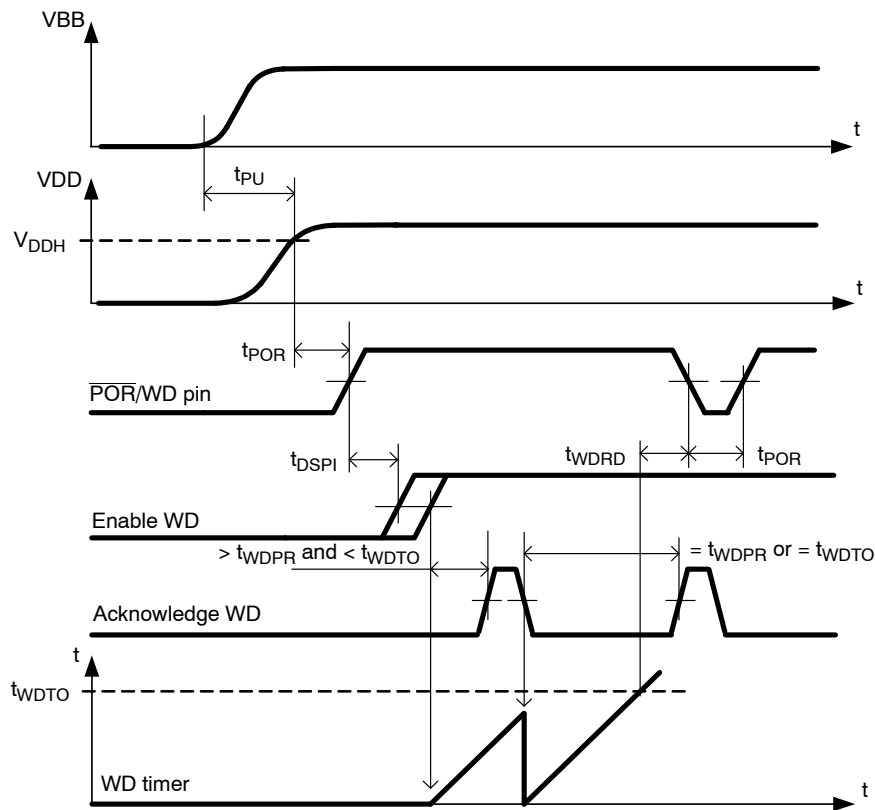 VBB
t
tPU
VDD
VDDH
t
tPOR
POR/WD pin
tDSPI
tWDRD
tPOR
Enable WD
> tWDPR and < tWDTO
= tWDPR or = tWDTO
Acknowledge WD
t
tWDTO
WD timer
t